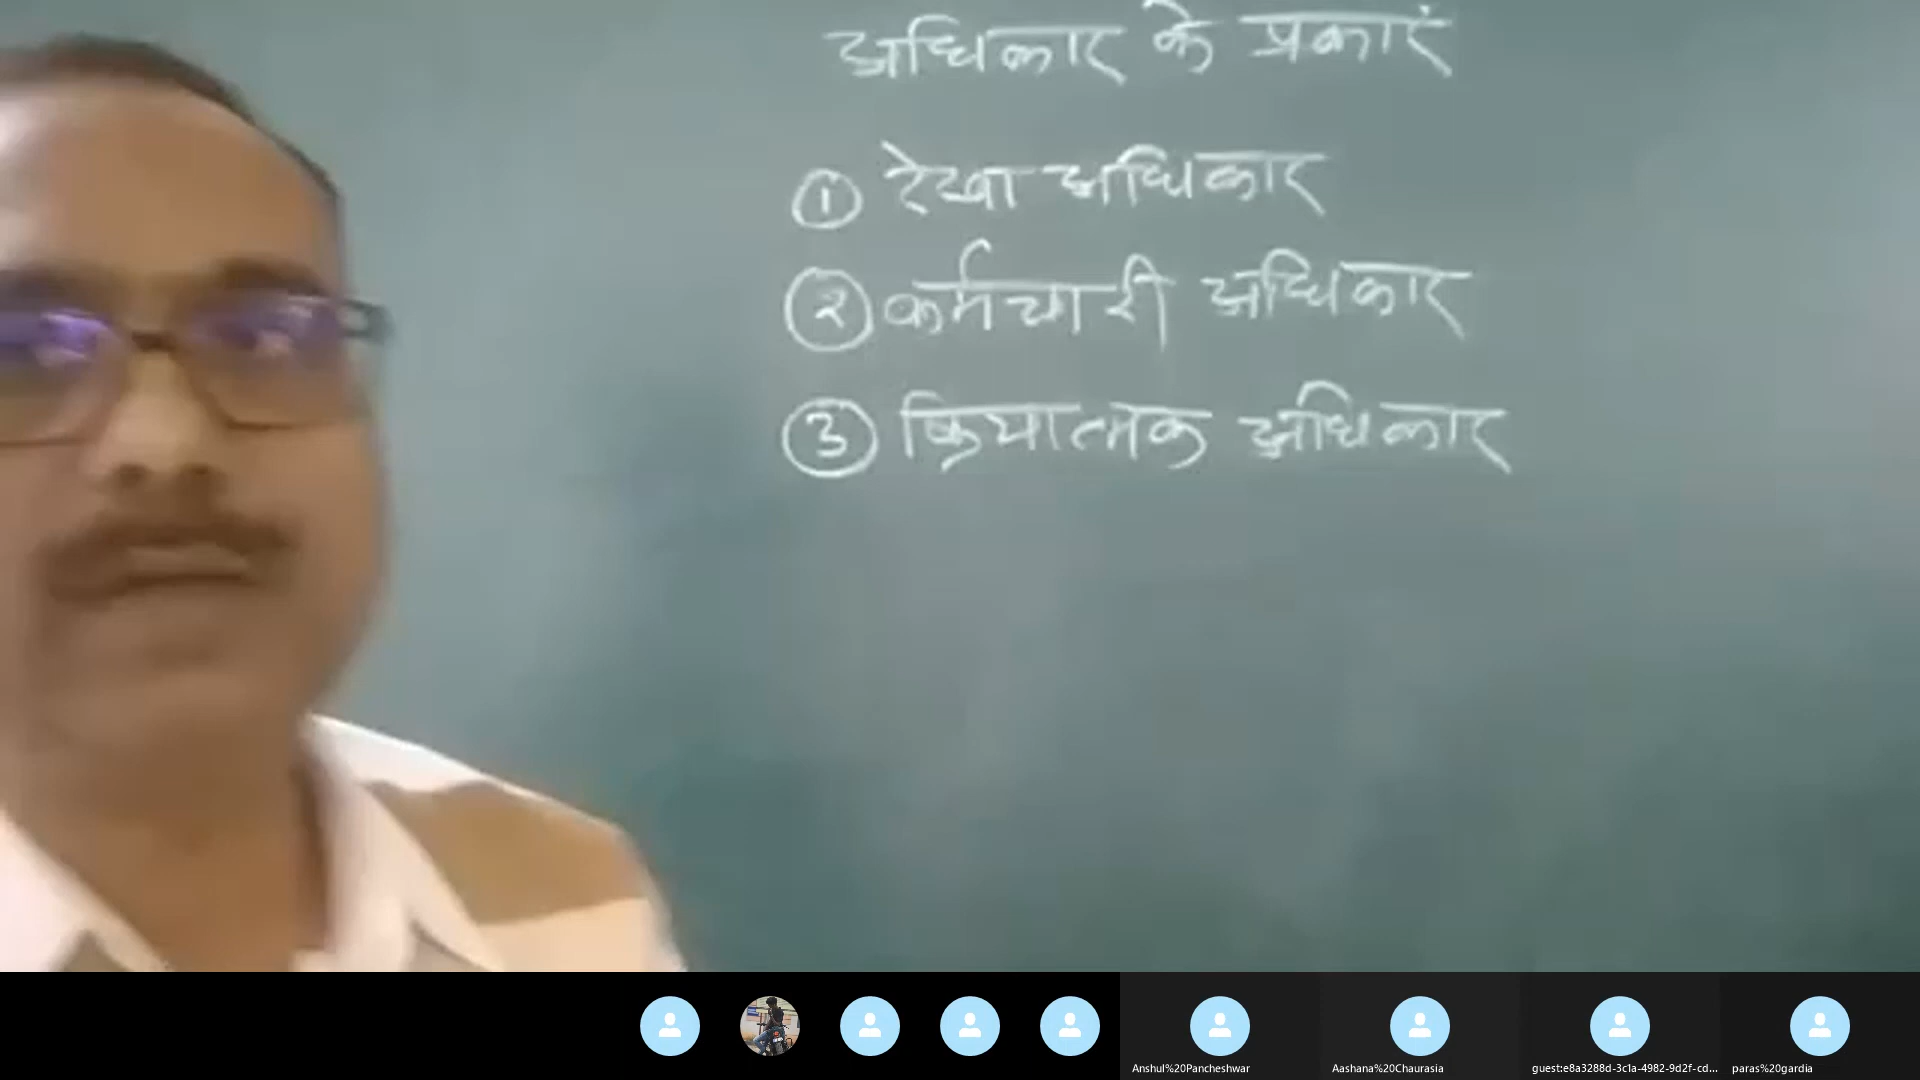 अधिकार के प्रकारं
① रेखा अधिकार
② कर्मचारी अधिकार
③ क्रियात्मक अधिकार
Anshul%20Pancheshwar
Aashana%20Chaurasia
guest:e8a3288d-3c1a-4982-9d2f-cd...
paras%20gardia